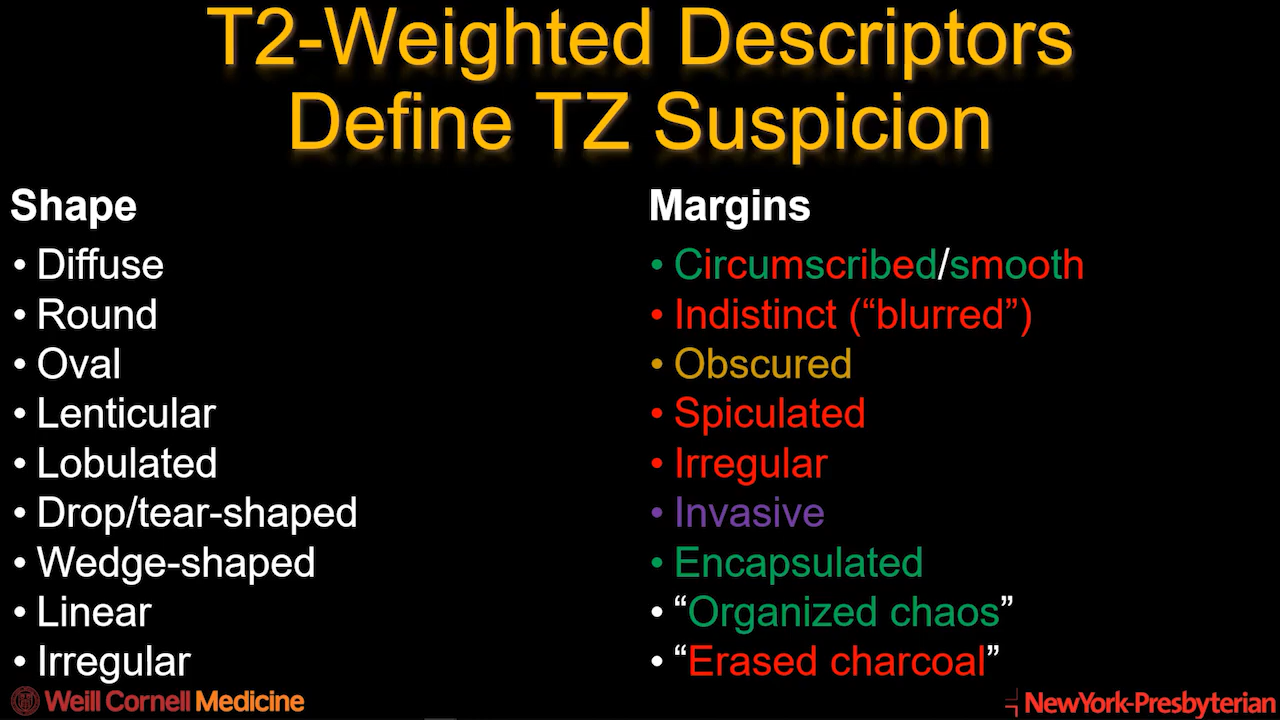 T2-Weighted Descriptors
Define TZ Suspicion
Shape
• Diffuse
• Round
• Oval
• Lenticular
• Lobulated
• Drop/tear-shaped
• Wedge-shaped
• Linear
• Irregular
Margins
• Circumscribed/smooth
• Indistinct (“blurred”)
• Obscured
• Spiculated
• Irregular
• Invasive
• Encapsulated
• “Organized chaos”
• “Erased charcoal”
Weill Cornell Medicine
NewYork-Presbyterian